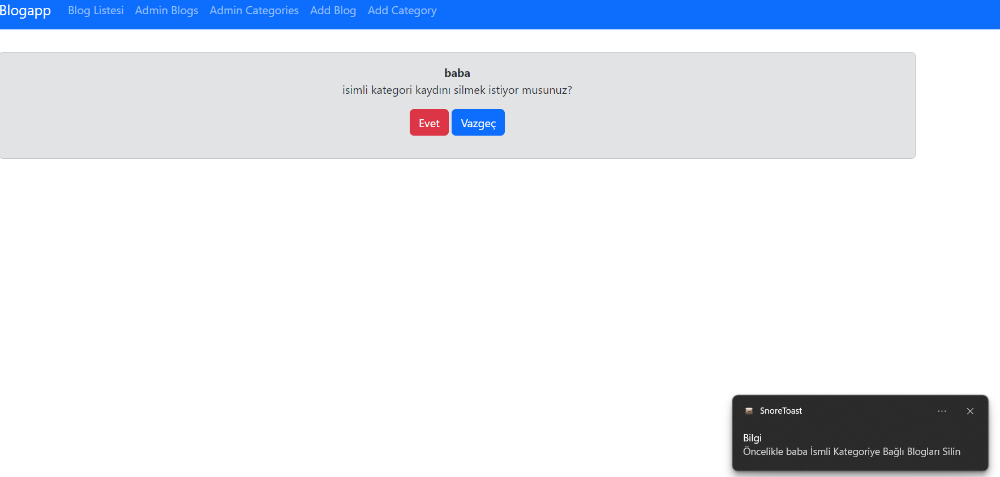 Blogapp Blog Listesi Admin Blogs Admin Categories Add Blog Add Category
baba
isimli kategori kaydını silmek istiyor musunuz?
Evet Vazgeç
SnoreToast
Bilgi
Öncelikle baba İsmli Kategoriye Bağlı Blogları Silin